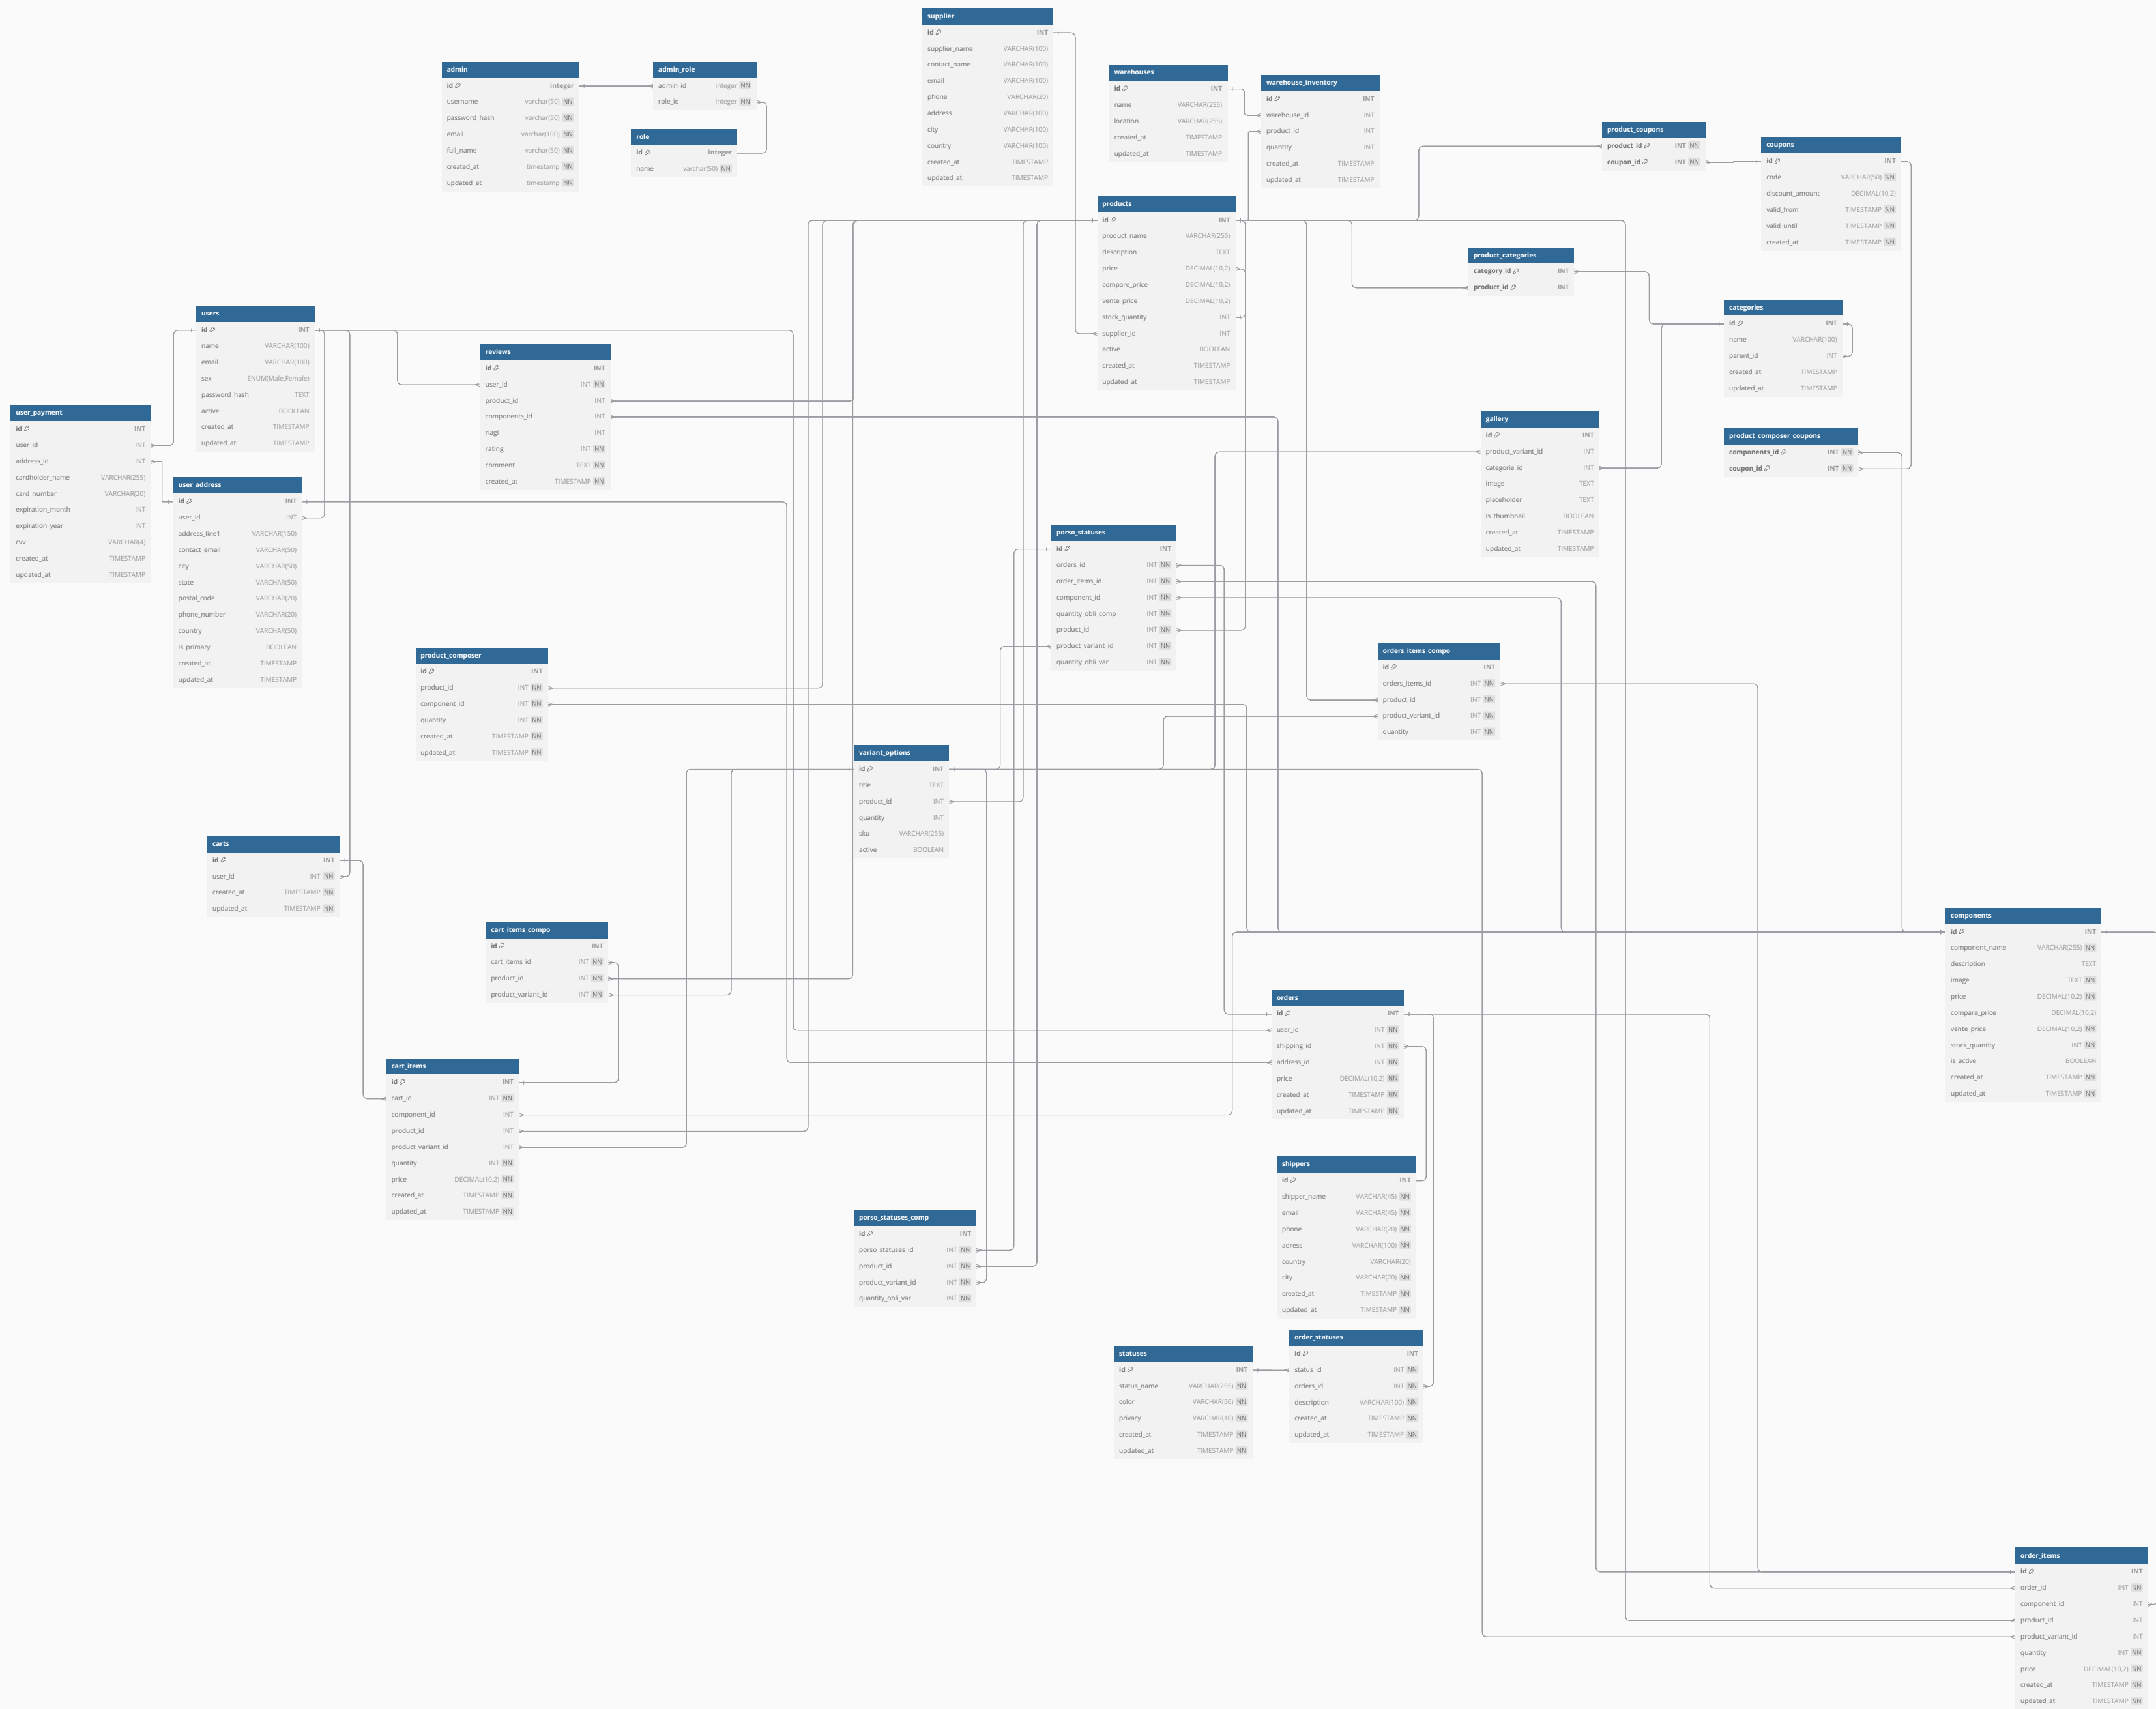 supplier
id INT
supplier_name VARCHAR(100)
contact_name VARCHAR(100)
email VARCHAR(100)
phone VARCHAR(20)
address VARCHAR(100)
city VARCHAR(100)
country VARCHAR(100)
created_at TIMESTAMP
updated_at TIMESTAMP
admin
id integer
username varchar(50) NN
password_hash varchar(50) NN
email varchar(100) NN
full_name varchar(50) NN
created_at timestamp NN
updated_at timestamp NN
admin_role
admin_id integer NN
role_id integer NN
role
id integer
name varchar(50) NN
warehouses
id INT
name VARCHAR(255)
location VARCHAR(255)
created_at TIMESTAMP
updated_at TIMESTAMP
warehouse_inventory
id INT
warehouse_id INT
product_id INT
quantity INT
created_at TIMESTAMP
updated_at TIMESTAMP
product_coupons
product_id INT NN
coupon_id INT NN
coupons
id INT
code VARCHAR(50) NN
discount_amount DECIMAL(10,2)
valid_from TIMESTAMP NN
valid_until TIMESTAMP NN
created_at TIMESTAMP NN
products
id INT
product_name VARCHAR(255)
description TEXT
price DECIMAL(10,2)
compare_price DECIMAL(10,2)
vente_price DECIMAL(10,2)
stock_quantity INT
supplier_id INT
active BOOLEAN
created_at TIMESTAMP
updated_at TIMESTAMP
product_categories
category_id INT
product_id INT
categories
id INT
name VARCHAR(100)
parent_id INT
created_at TIMESTAMP
updated_at TIMESTAMP
users
id INT
name VARCHAR(100)
email VARCHAR(100)
sex ENUM(Male,Female)
password_hash TEXT
active BOOLEAN
created_at TIMESTAMP
updated_at TIMESTAMP
reviews
id INT
user_id INT NN
product_id INT
components_id INT
riagi INT
rating INT NN
comment TEXT NN
created_at TIMESTAMP NN
user_payment
id INT
user_id INT
address_id INT
cardholder_name VARCHAR(255)
card_number VARCHAR(20)
expiration_month INT
expiration_year INT
cvv VARCHAR(4)
created_at TIMESTAMP
updated_at TIMESTAMP
user_address
id INT
user_id INT
address_line1 VARCHAR(150)
contact_email VARCHAR(50)
city VARCHAR(50)
state VARCHAR(50)
postal_code VARCHAR(20)
phone_number VARCHAR(20)
country VARCHAR(50)
is_primary BOOLEAN
created_at TIMESTAMP
updated_at TIMESTAMP
gallery
id INT
product_variant_id INT
categorie_id INT
image TEXT
placeholder TEXT
is_thumbnail BOOLEAN
created_at TIMESTAMP
updated_at TIMESTAMP
product_composer_coupons
components_id INT NN
coupon_id INT NN
porso_statuses
id INT
orders_id INT NN
order_items_id INT NN
component_id INT NN
quantity_obli_comp INT NN
product_id INT NN
product_variant_id INT NN
quantity_obli_var INT NN
product_composer
id INT
product_id INT NN
component_id INT NN
quantity INT NN
created_at TIMESTAMP NN
updated_at TIMESTAMP NN
orders_items_compo
id INT
orders_items_id INT NN
product_id INT NN
product_variant_id INT NN
quantity INT NN
variant_options
id INT
title TEXT
product_id INT
quantity INT
sku VARCHAR(255)
active BOOLEAN
carts
id INT
user_id INT NN
created_at TIMESTAMP NN
updated_at TIMESTAMP NN
cart_items_compo
id INT
cart_items_id INT NN
product_id INT NN
product_variant_id INT NN
components
id INT
component_name VARCHAR(255) NN
description TEXT
image TEXT NN
price DECIMAL(10,2) NN
compare_price DECIMAL(10,2)
vente_price DECIMAL(10,2) NN
stock_quantity INT NN
is_active BOOLEAN
created_at TIMESTAMP NN
updated_at TIMESTAMP NN
orders
id INT
user_id INT NN
shipping_id INT NN
address_id INT NN
price DECIMAL(10,2) NN
created_at TIMESTAMP NN
updated_at TIMESTAMP NN
cart_items
id INT
cart_id INT NN
component_id INT
product_id INT
product_variant_id INT
quantity INT NN
price DECIMAL(10,2) NN
created_at TIMESTAMP NN
updated_at TIMESTAMP NN
shippers
id INT
shipper_name VARCHAR(45) NN
email VARCHAR(45) NN
phone VARCHAR(20) NN
adress VARCHAR(100) NN
country VARCHAR(20)
city VARCHAR(20) NN
created_at TIMESTAMP NN
updated_at TIMESTAMP NN
porso_statuses_comp
id INT
porso_statuses_id INT NN
product_id INT NN
product_variant_id INT NN
quantity_obli_var INT NN
statuses
id INT
status_name VARCHAR(255) NN
color VARCHAR(50) NN
privacy VARCHAR(10) NN
created_at TIMESTAMP NN
updated_at TIMESTAMP NN
order_statuses
id INT
status_id INT NN
orders_id INT NN
description VARCHAR(100) NN
created_at TIMESTAMP NN
updated_at TIMESTAMP NN
order_items
id INT
order_id INT NN
component_id INT
product_id INT
product_variant_id INT
quantity INT NN
price DECIMAL(10,2) NN
created_at TIMESTAMP NN
updated_at TIMESTAMP NN